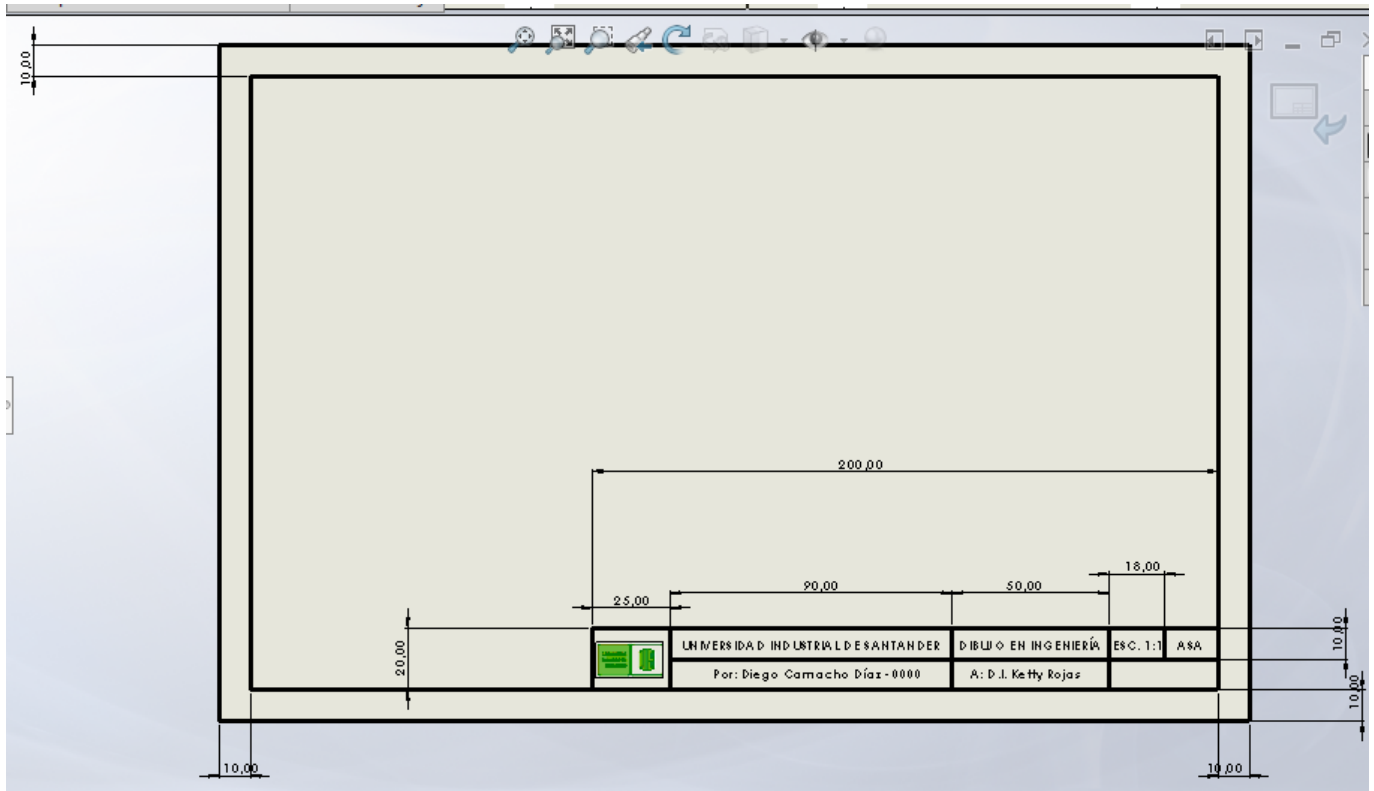 10,00
200,00
18,00
90,00
50,00
25,00
20,00
10,00
UNIVERSIDAD INDUSTRIAL DE SANTANDER
DIBUJO EN INGENIERÍA
ESC. 1:1
ASA
Por: Diego Camacho Díaz-0000
A: D.I. Ketty Rojas
10,00
10,00
10,00